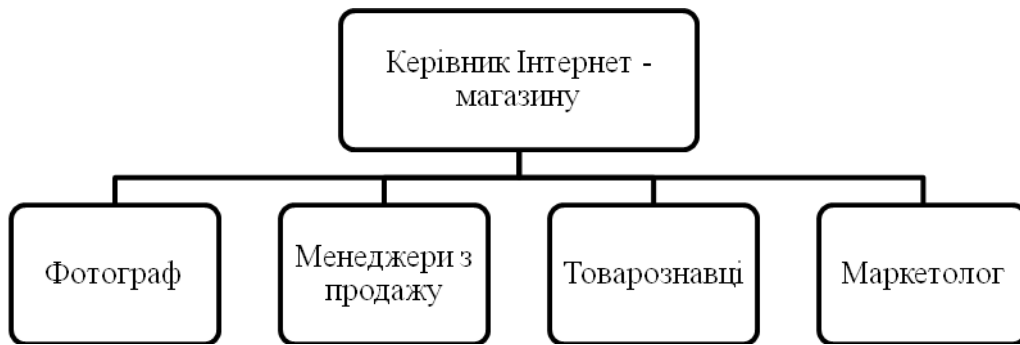 Керівник Інтернет -
магазину
Фотограф
Менеджери з
продажу
Товарознавці
Маркетолог